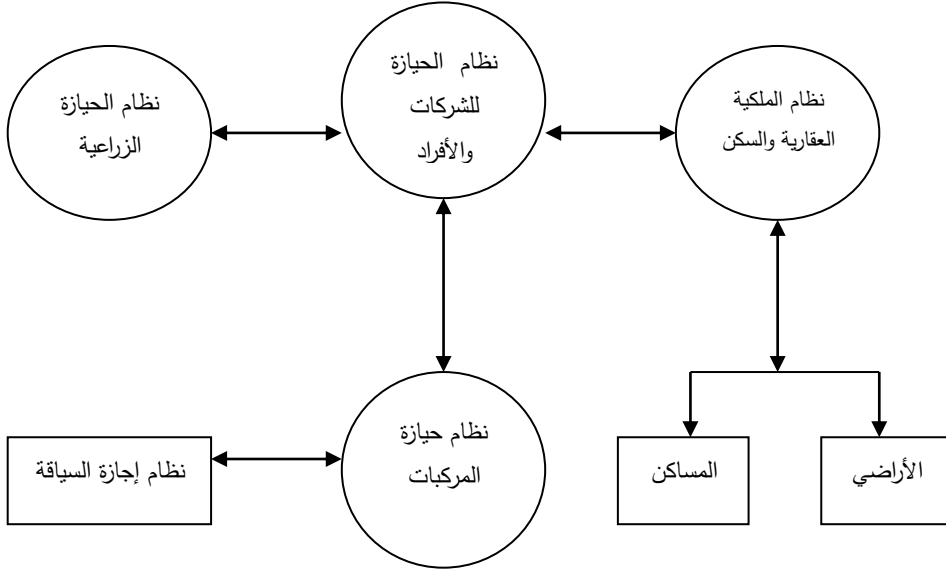 نظام الملكية
العقارية والسكن
نظام الحيازة
للشركات
والأفراد
نظام الحيازة
الزراعية
نظام حيازة
المركبات
نظام إجازة السياقة
الأراضي
المساكن